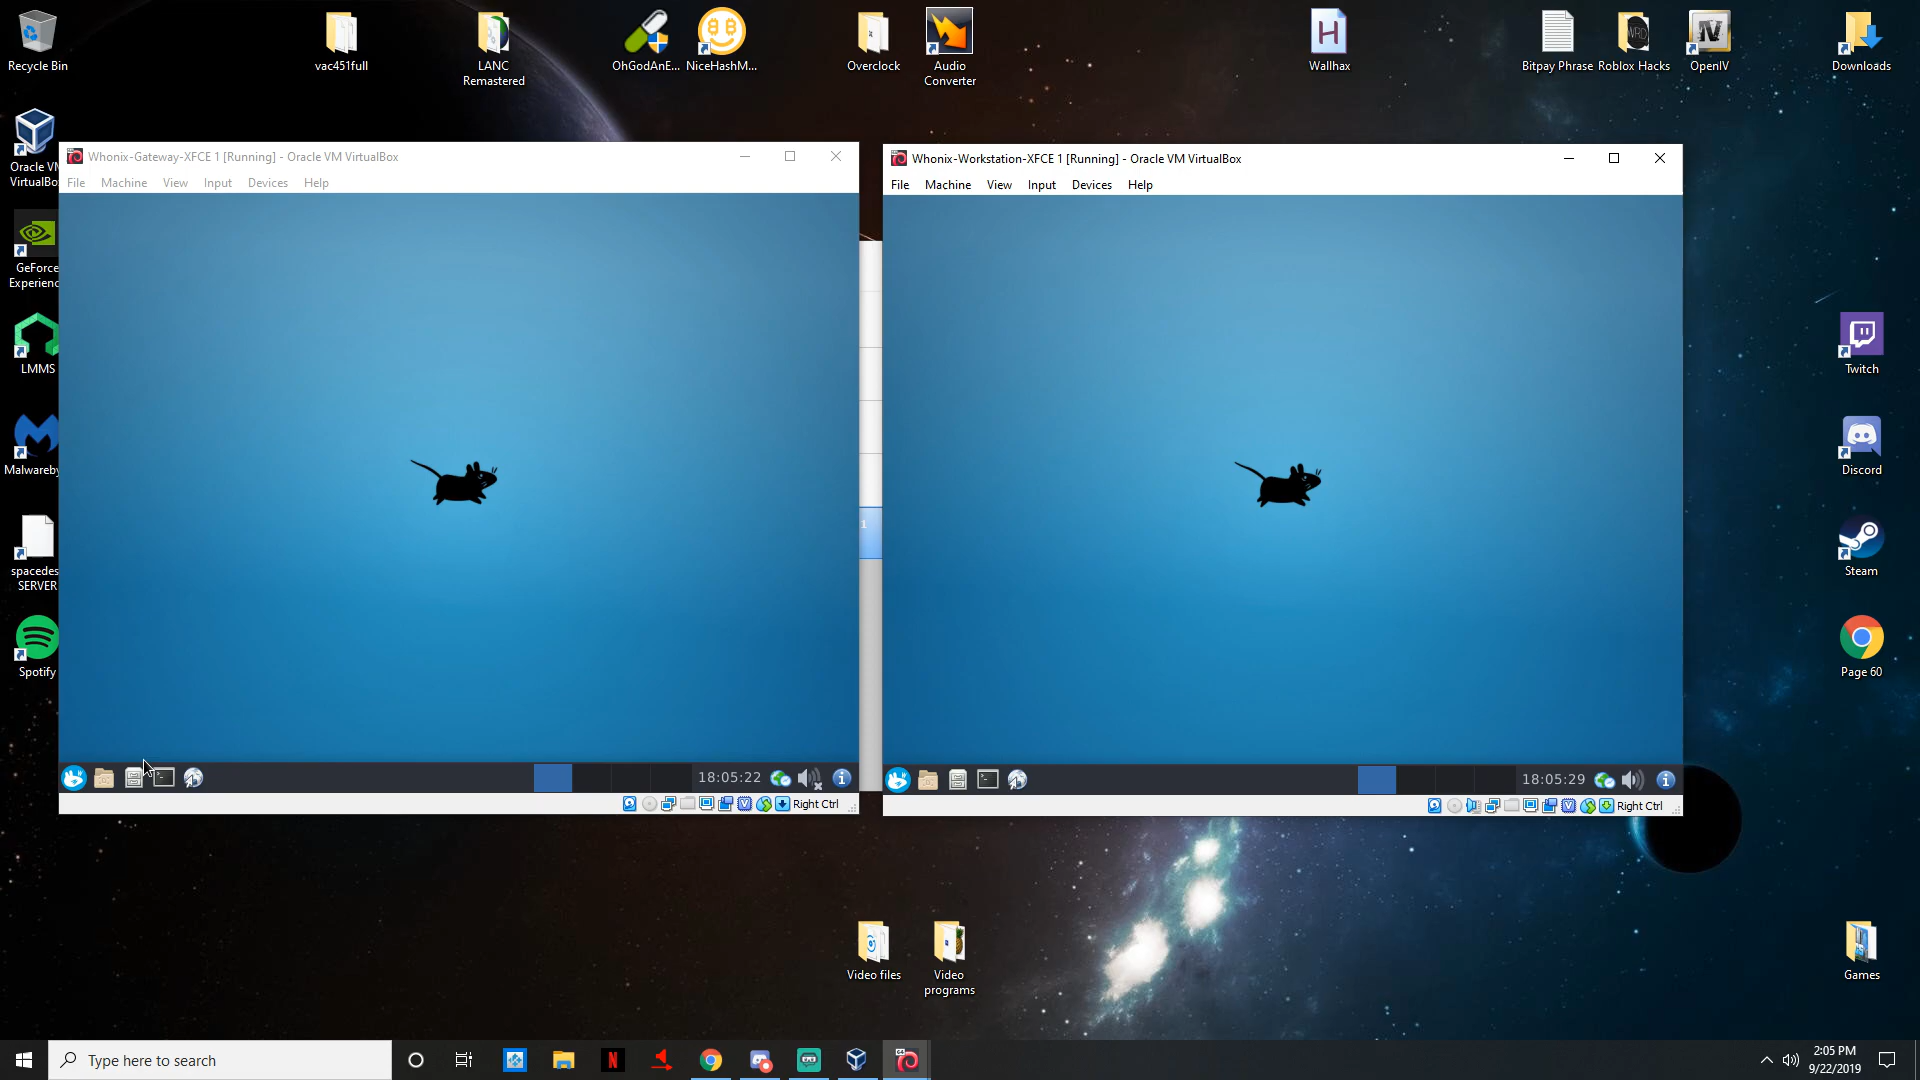 Recycle Bin
vac451full
LANC
Remastered
OhGodAnE...
NiceHashM...
Overclock
Audio
Converter
H
Wallhax
Bitpay Phrase
Roblox Hacks
OpenIV
Downloads
Oracle VM
VirtualBo
GeForce
Experienc
LMMS
Malwareby
spacedes
SERVER
Spotify
Whonix-Gateway-XFCE 1 [Running] - Oracle VM VirtualBox
File Machine View Input Devices Help
18:05:22
Right Ctrl
1
Whonix-Workstation-XFCE 1 [Running] - Oracle VM VirtualBox
File Machine View Input Devices Help
18:05:29
Right Ctrl
Twitch
Discord
Steam
Page 60
Video files
Video
programs
Games
Type here to search
N
2:05 PM
9/22/2019